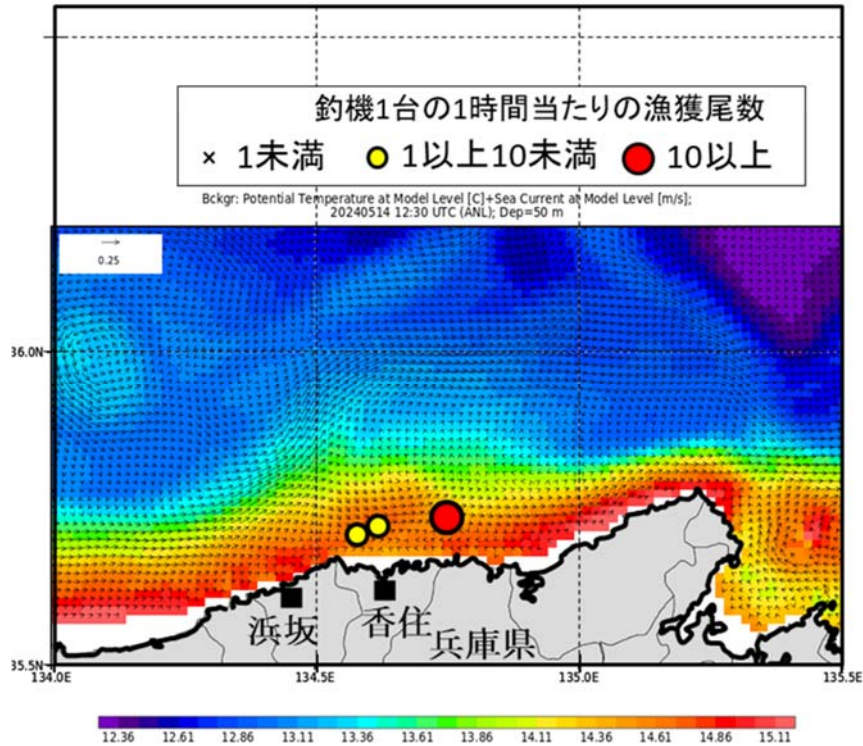 釣機1台の1時間当たりの漁獲尾数
× 1未満 1以上10未満 10以上
Bckgr: Potential Temperature at Model Level [C]+Sea Current at Model Level [m/s];
20240514 12:30 UTC (ANL); Dep=50 m
0.25
36.0N
浜坂 香住 兵庫県
35.5N
134.0E 134.5E 135.0E 135.5E
12.36 12.61 12.86 13.11 13.36 13.61 13.86 14.11 14.36 14.61 14.86 15.11